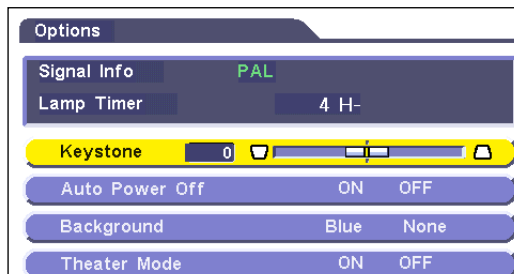 Options
Signal Info PAL
Lamp Timer 4 H-
Keystone 0
Auto Power Off ON OFF
Background Blue None
Theater Mode ON OFF